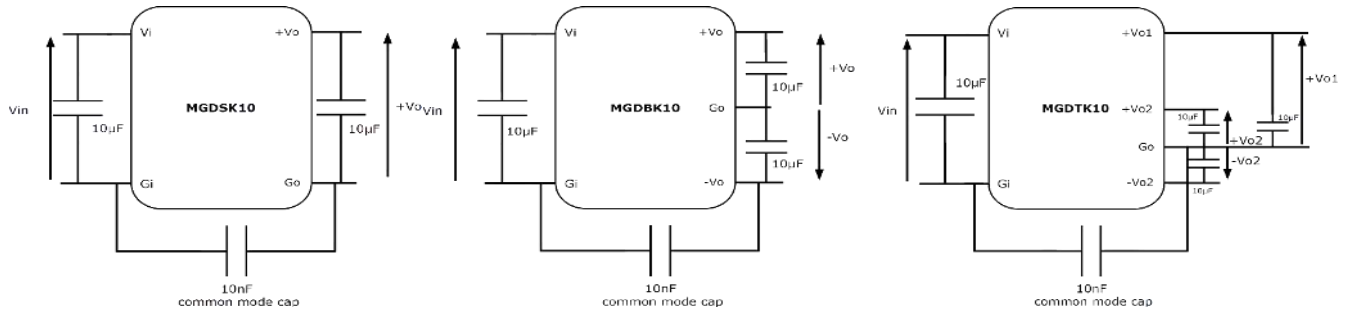 Vi
+Vo
Vin
10µF
MGDSK10
10µF
+Vo
Gi
Go
10nF
common mode cap
Vi
+Vo
Vin
10µF
MGDBK10
10µF
+Vo
Go
-Vo
10µF
Gi
-Vo
10nF
common mode cap
Vi
+Vo1
Vin
10µF
MGDTK10
+Vo2
10µF
10µF
+Vo1
+Vo2
Go
-Vo2
Gi
-Vo2
10µF
10nF
common mode cap